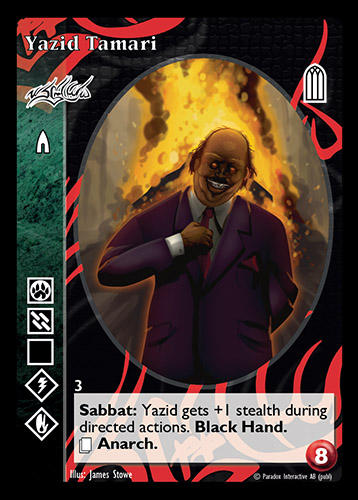 Yazid Tamari
3
Sabbat: Yazid gets +1 stealth during
directed actions. Black Hand.
Anarch.
8
Illus: James Stowe
© Paradox Interactive AB (publ)